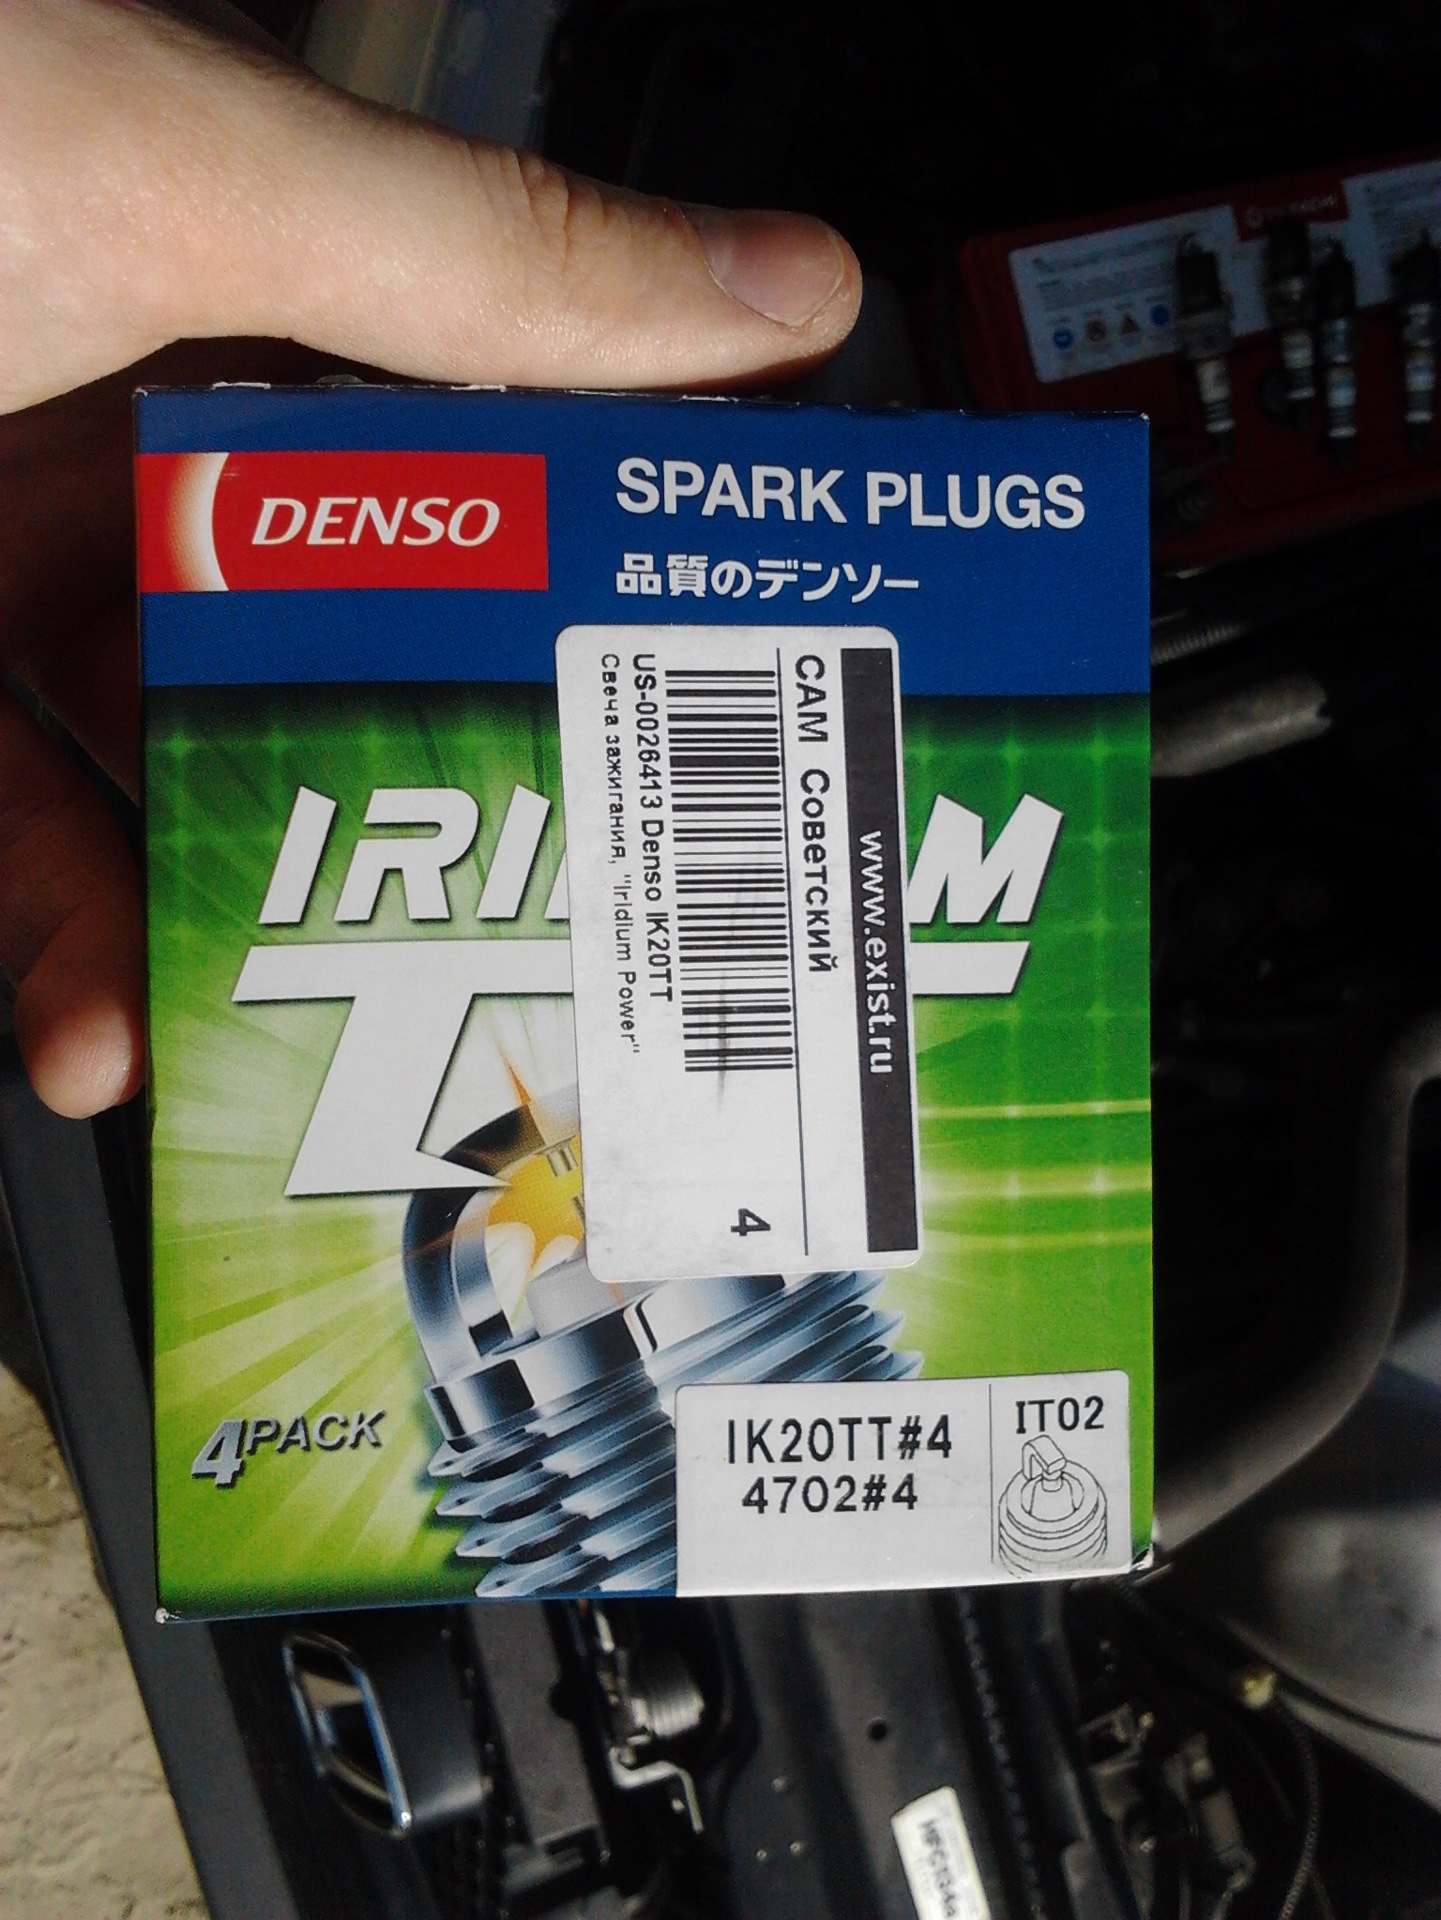 DENSO
SPARK PLUGS
品質のデンソー
www.exist.ru
САМ Советский
4
US-0026413 Denso IK20TT
Свеча зажигания, "Iridium Power"
4PACK
IK20TT#4
4702#4
IT02
HFC134a